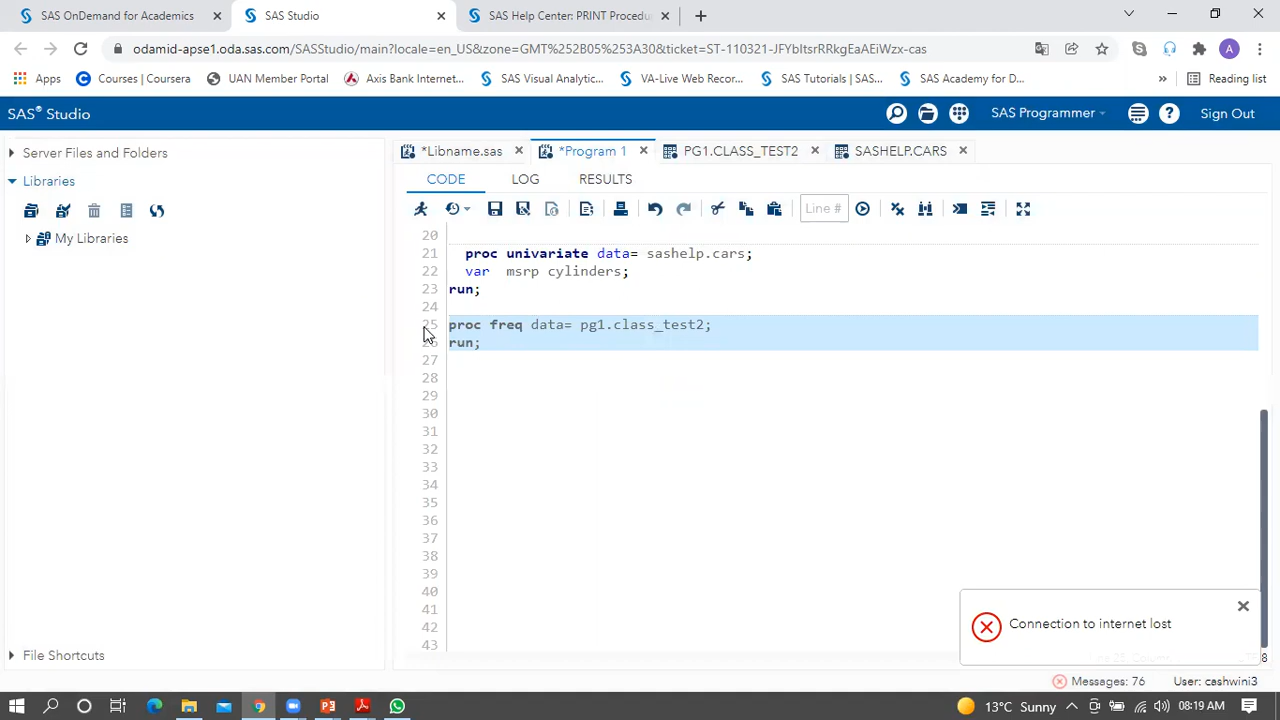 SAS OnDemand for Academics
SAS Studio
SAS Help Center: PRINT Procedu
odamid-apse1.oda.sas.com/SASStudio/main?locale=en_US&zone=GMT%252B05%253A30&ticket=ST-110321-JFYbItsrRRkgEaAEiWzx-cas
A
Apps
Courses | Coursera
UAN Member Portal
Axis Bank Internet...
SAS Visual Analytic...
VA-Live Web Recor...
SAS Tutorials | SAS...
SAS Academy for D...
»
Reading list
SAS® Studio
SAS Programmer
Sign Out
Server Files and Folders
*Libname.sas
*Program 1
PG1.CLASS_TEST2
SASHELP.CARS
Libraries
CODE
LOG
RESULTS
Line #
My Libraries
20
21 proc univariate data= sashelp.cars;
22 var msrp cylinders;
23 run;
24
25 proc freq data= pg1.class_test2;
26 run;
27
28
29
30
31
32
33
34
35
36
37
38
39
40
41
42
43
Connection to internet lost
File Shortcuts
Messages: 76
User: cashwini3
13°C Sunny
08:19 AM